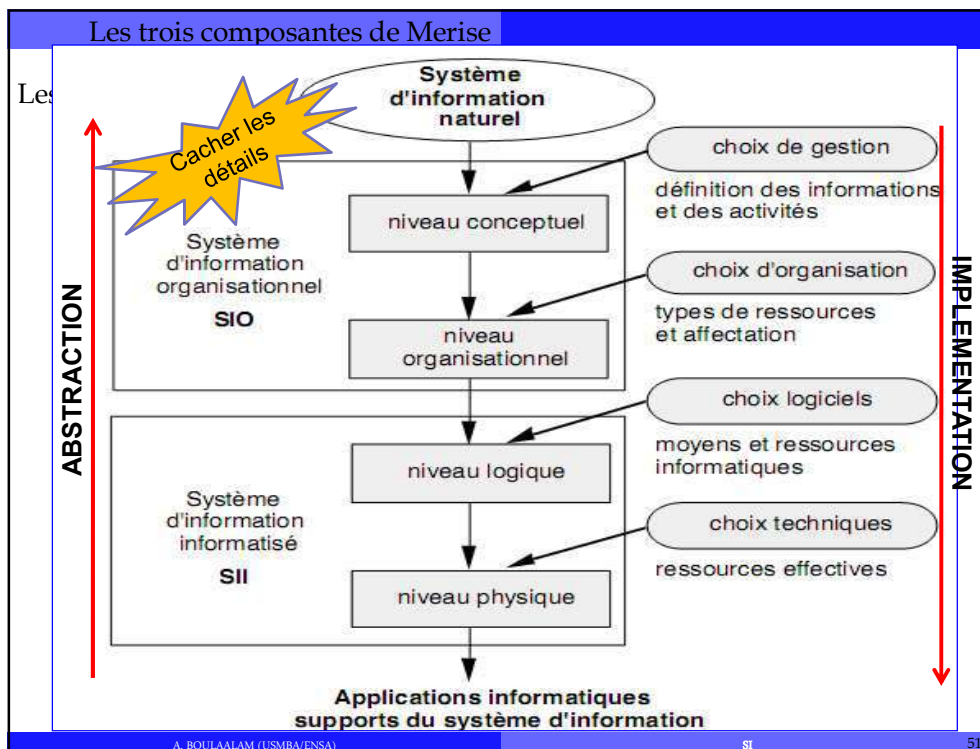 Les trois composantes de Merise
Les
Cacher les
détails
Système
d'information
naturel
choix de gestion
définition des informations
et des activités
niveau conceptuel
Système
d'information
organisationnel
SIO
choix d'organisation
types de ressources
et affectation
niveau
organisationnel
choix logiciels
moyens et ressources
informatiques
niveau logique
Système
d'information
informatisé
SII
choix techniques
ressources effectives
niveau physique
Applications informatiques
supports du système d'information
ABSTRACTION
IMPLEMENTATION
A. BOULAALAM (USMBA/ENSA)
SI
51